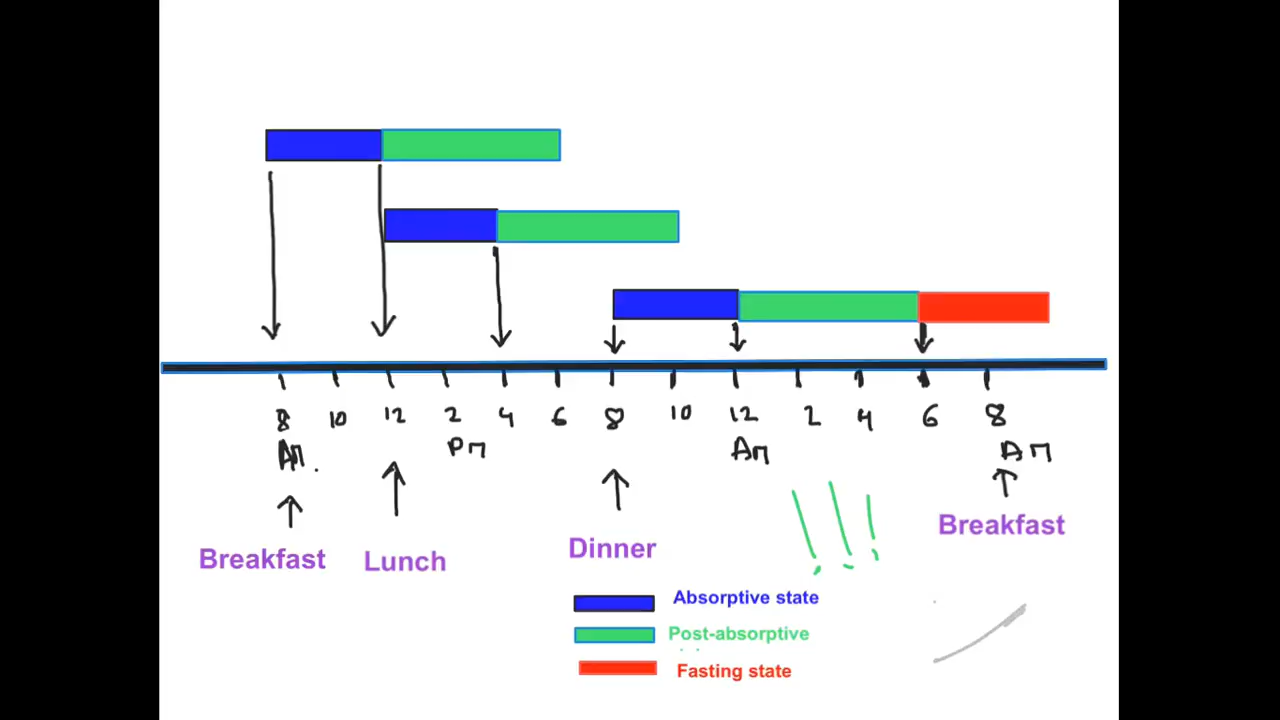 8 10 12 2 4 6 8 10 12 2 4 6 8
Am. Pm Am Am
Breakfast Lunch Dinner !!! Breakfast
Absorptive state
Post-absorptive
Fasting state